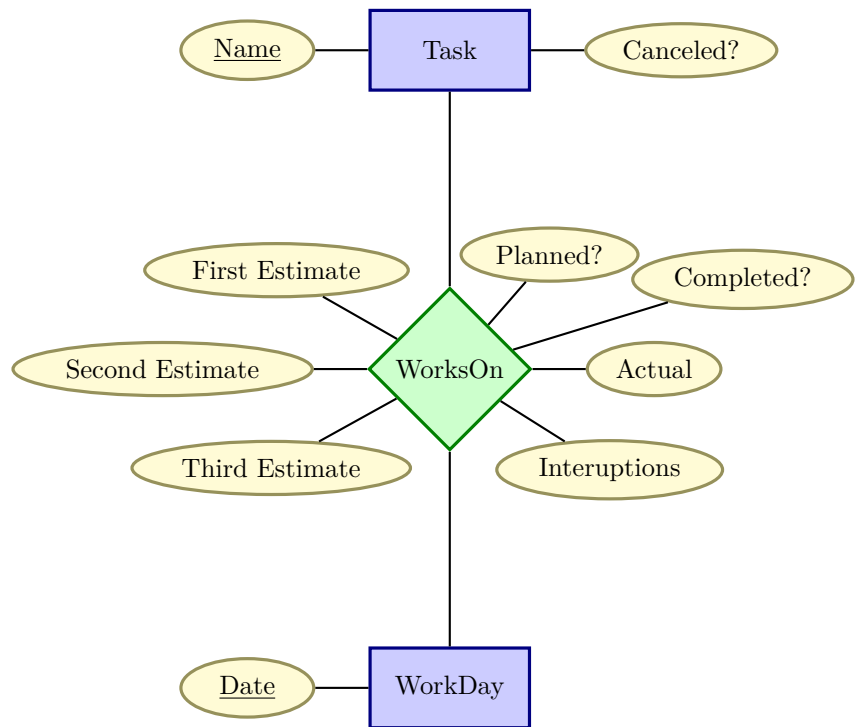 Name
Task
Canceled?
Planned?
First Estimate
Completed?
Second Estimate
WorksOn
Actual
Third Estimate
Interuptions
Date
WorkDay